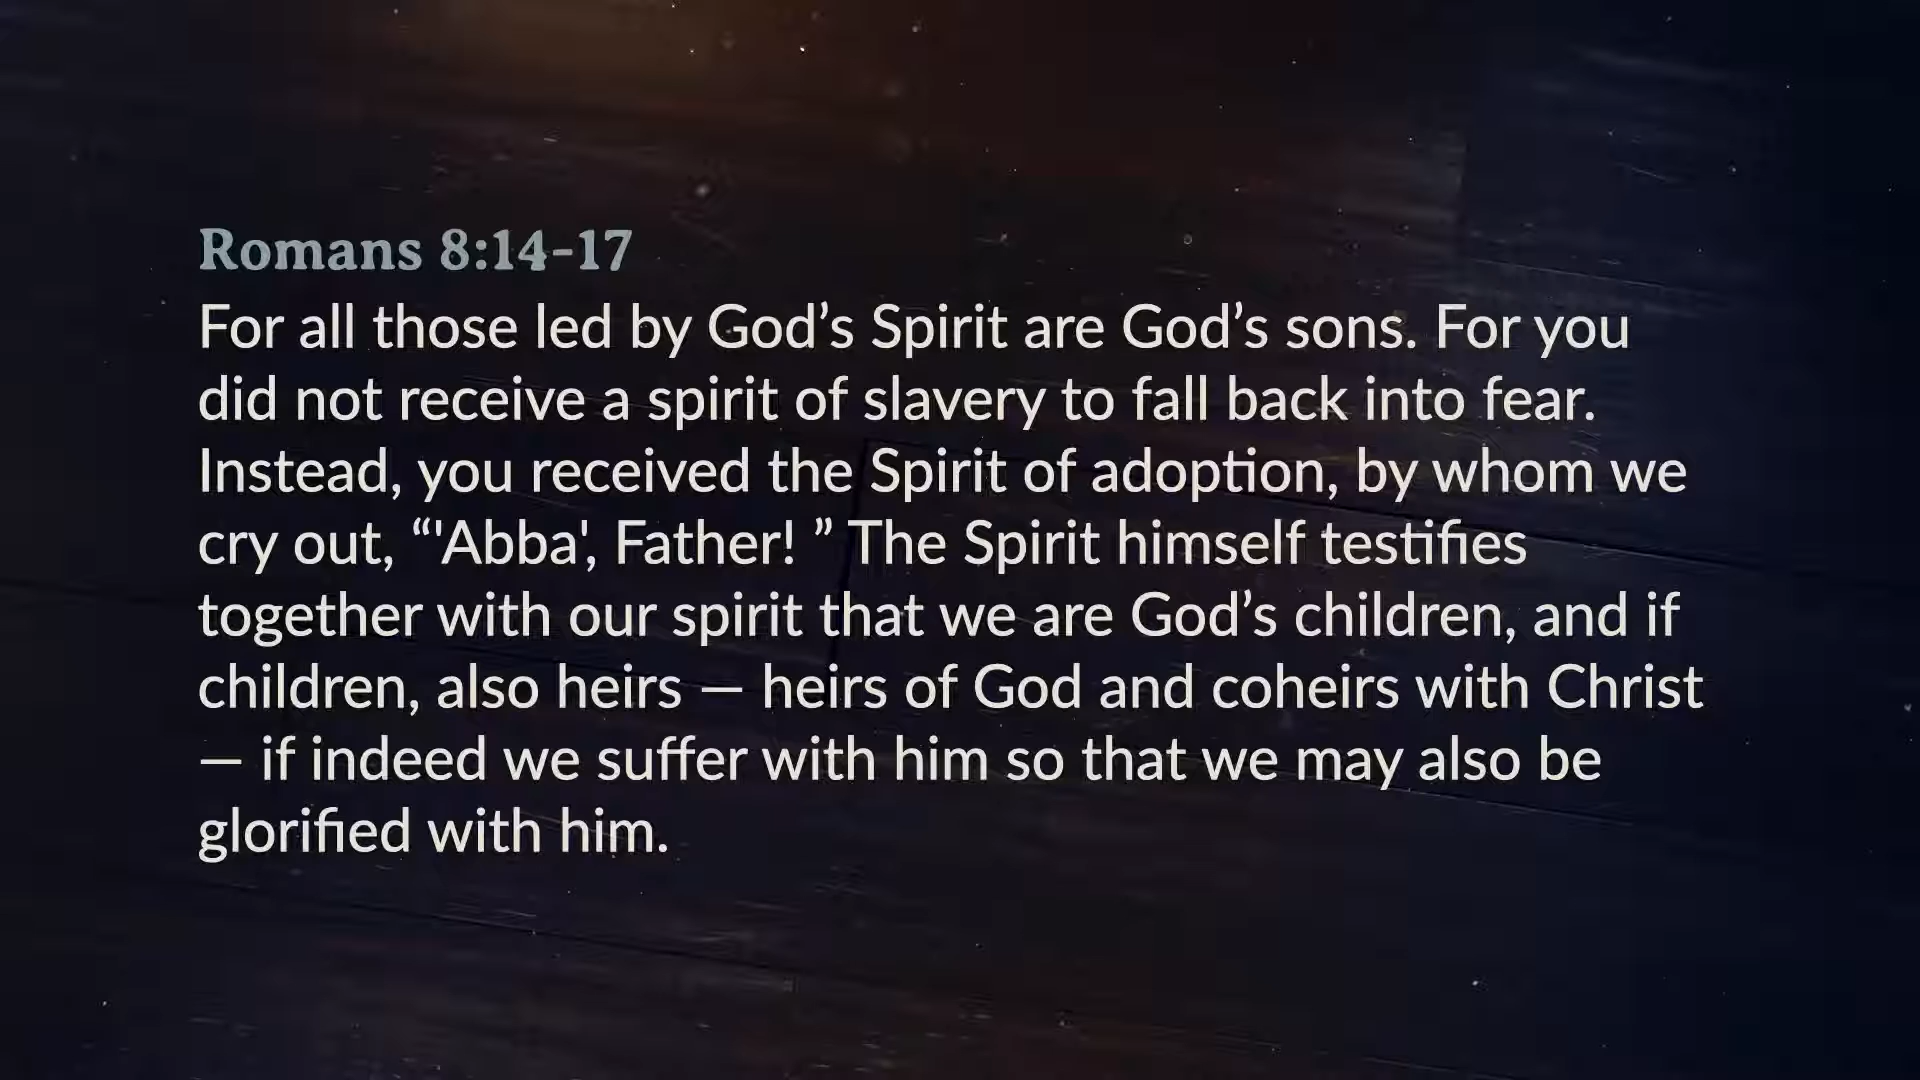 Romans 8:14-17
For all those led by God’s Spirit are God’s sons. For you
did not receive a spirit of slavery to fall back into fear.
Instead, you received the Spirit of adoption, by whom we
cry out, “'Abba', Father! ” The Spirit himself testifies
together with our spirit that we are God’s children, and if
children, also heirs — heirs of God and coheirs with Christ
— if indeed we suffer with him so that we may also be
glorified with him.